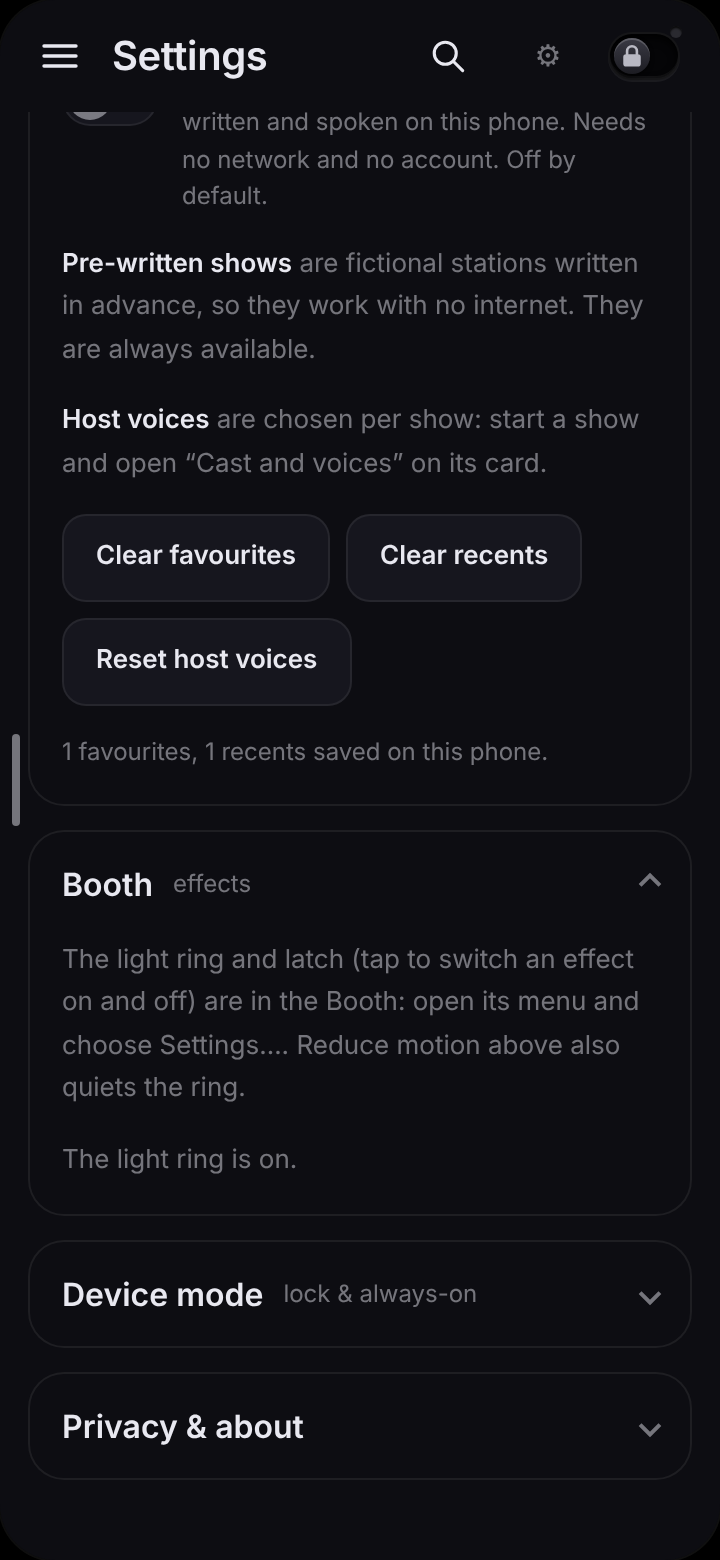 Settings
written and spoken on this phone. Needs
no network and no account. Off by
default.
Pre-written shows are fictional stations written
in advance, so they work with no internet. They
are always available.
Host voices are chosen per show: start a show
and open “Cast and voices” on its card.
Clear favourites
Clear recents
Reset host voices
1 favourites, 1 recents saved on this phone.
Booth effects
The light ring and latch (tap to switch an effect
on and off) are in the Booth: open its menu and
choose Settings.... Reduce motion above also
quiets the ring.
The light ring is on.
Device mode lock & always-on
Privacy & about